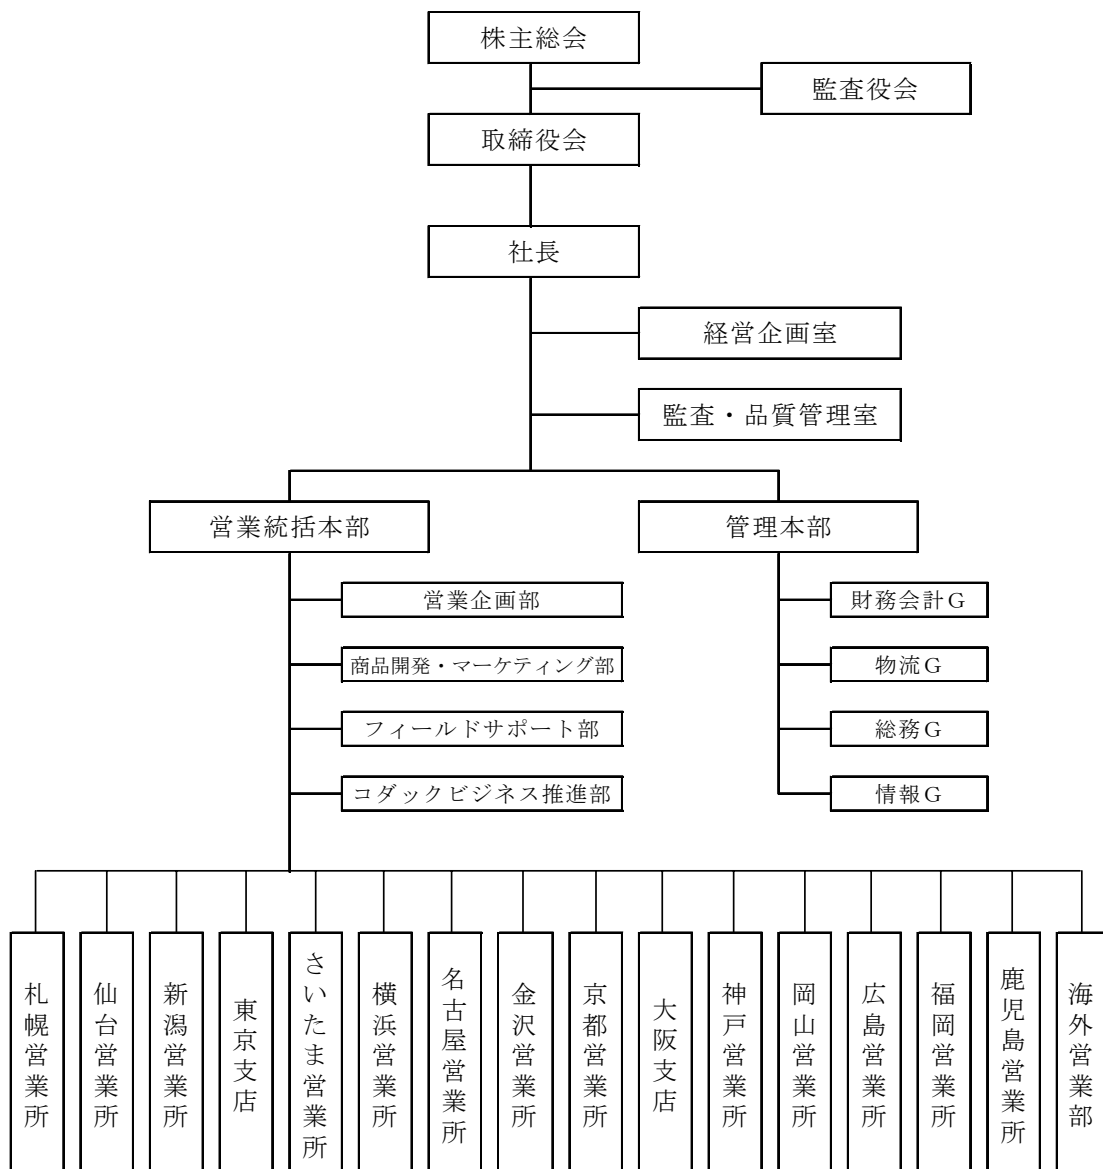 株主総会
監査役会
取締役会
社長
経営企画室
監査・品質管理室
営業統括本部
管理本部
営業企画部
財務会計G
商品開発・マーケティング部
物流G
フィールドサポート部
総務G
コダックビジネス推進部
情報G
札幌営業所
仙台営業所
新潟営業所
東京支店
さいたま営業所
横浜営業所
名古屋営業所
金沢営業所
京都営業所
大阪支店
神戸営業所
岡山営業所
広島営業所
福岡営業所
鹿児島営業所
海外営業部